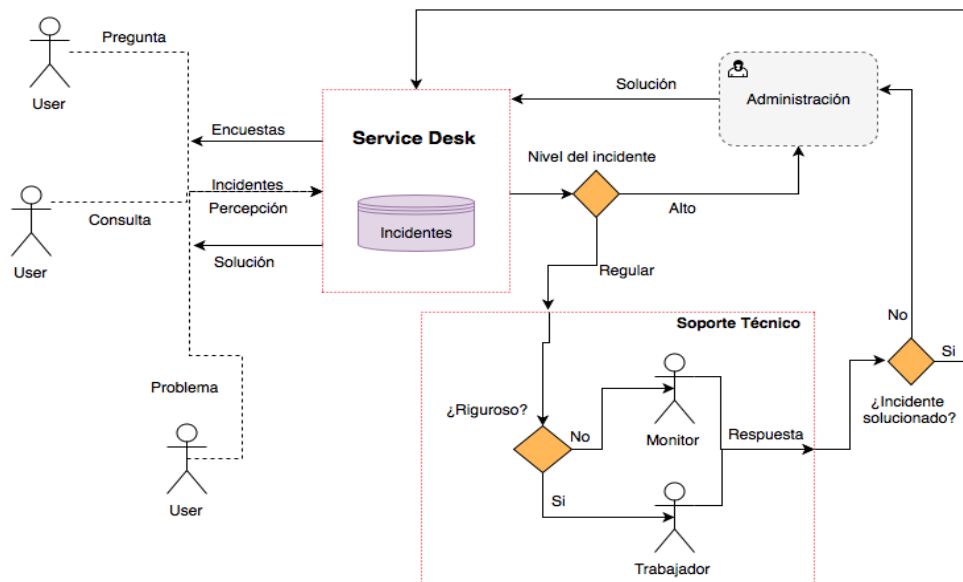 Pregunta
User
Encuestas
Service Desk
Incidentes
Percepción
Incidentes
Solución
Consulta
User
Solución
Administración
Nivel del incidente
Alto
Regular
Soporte Técnico
No
Si
¿Incidente
solucionado?
¿Riguroso?
No
Monitor
Respuesta
Si
Trabajador
Problema
User